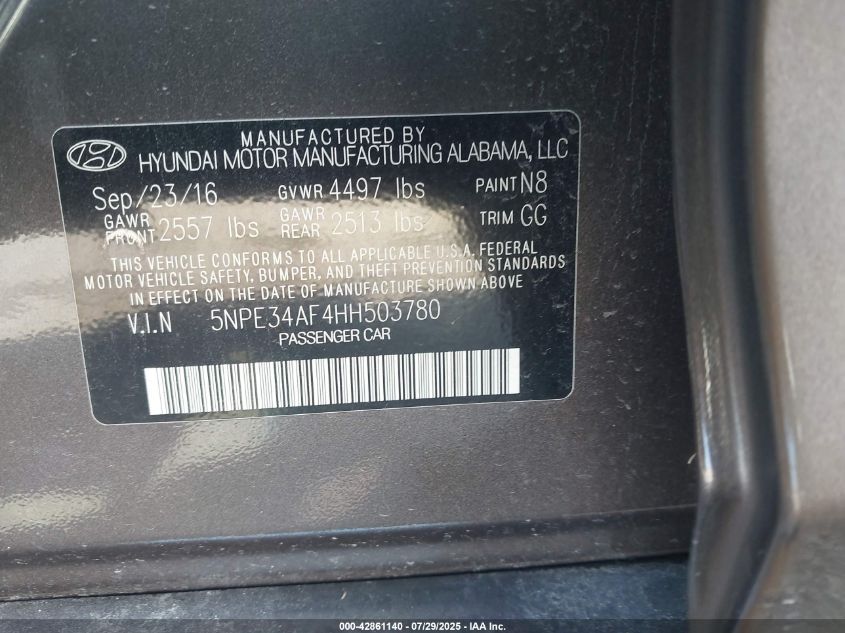 MANUFACTURED BY
HYUNDAI MOTOR MANUFACTURING ALABAMA, LLC
Sep/23/16 GVWR 4497 lbs PAINT N8
GAWR FRONT 2557 lbs GAWR REAR 2513 lbs TRIM GG
THIS VEHICLE CONFORMS TO ALL APPLICABLE U.S.A. FEDERAL
MOTOR VEHICLE SAFETY, BUMPER, AND THEFT PREVENTION STANDARDS
IN EFFECT ON THE DATE OF MANUFACTURE SHOWN ABOVE
V.I.N 5NPE34AF4HH503780
PASSENGER CAR
000-42861140 - 07/29/2025 - IAA Inc.